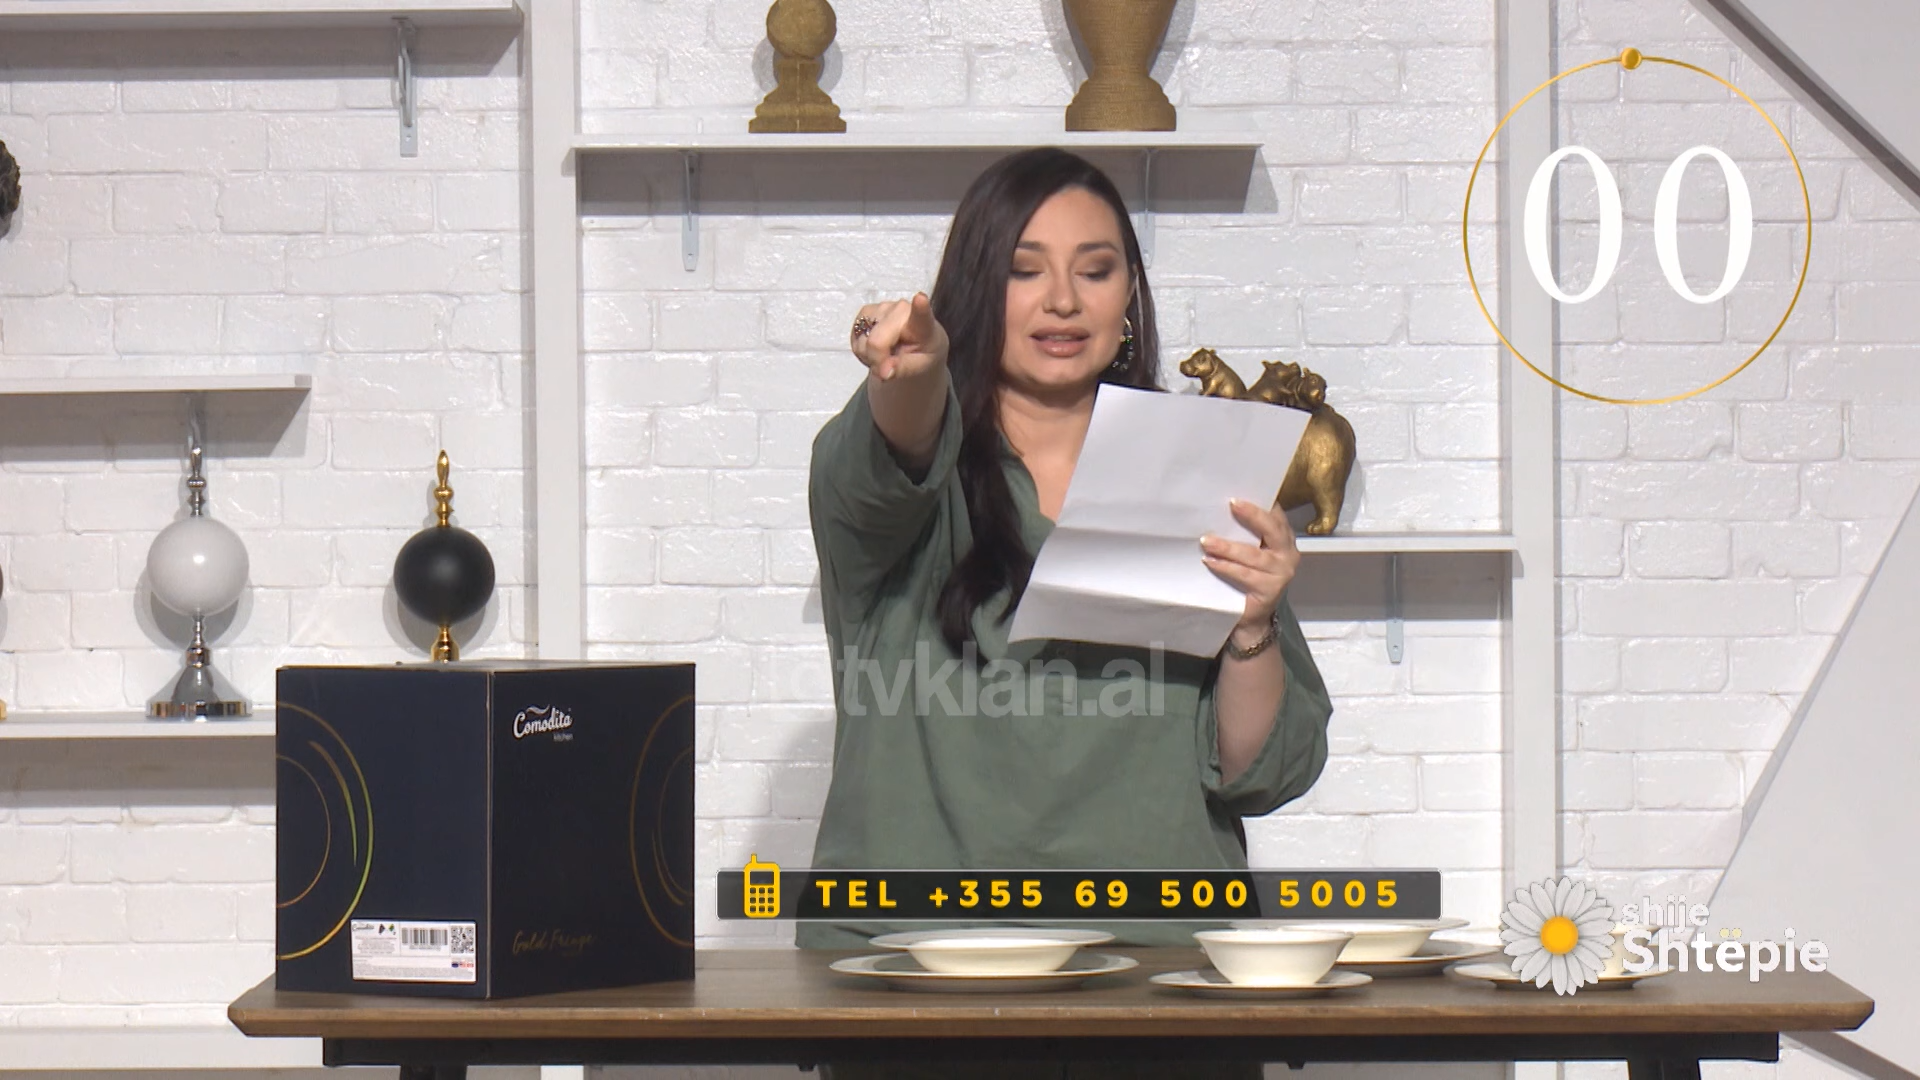 00
Comodita
kitchen
tvklan.al
TEL +355 69 500 5005
Gold Fringe
shije
Shtëpie